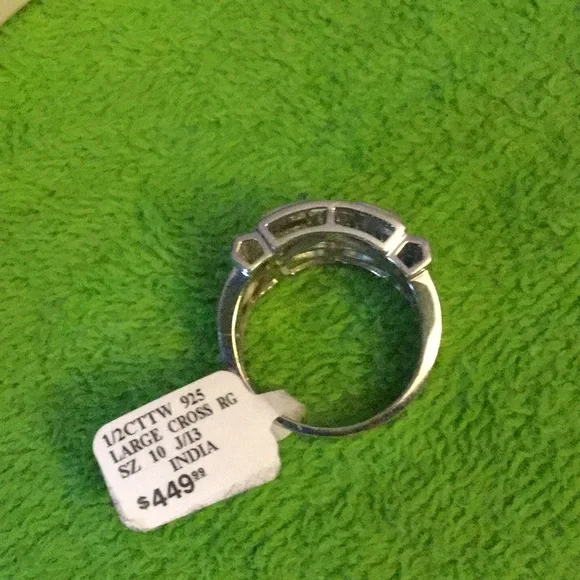 1/2CTTW 925
LARGE CROSS RG
SZ 10 J/13
INDIA
$449.99